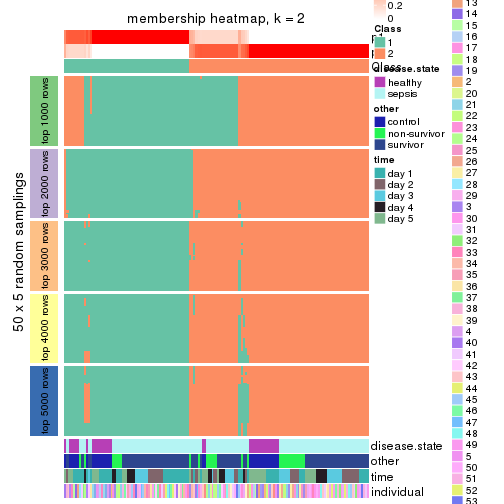 membership heatmap, k = 2
50 x 5 random samplings
top 1000 rows
top 2000 rows
top 3000 rows
top 4000 rows
top 5000 rows
Class
disease.state
other
time
individual
0.2
0
Class
1
2
disease.state
healthy
sepsis
other
control
non-survivor
survivor
time
day 1
day 2
day 3
day 4
day 5
13
14
15
16
17
18
19
2
20
21
22
23
24
25
26
27
28
29
3
30
31
32
33
34
35
36
37
38
39
4
40
41
42
43
44
45
46
47
48
49
5
50
51
52
53